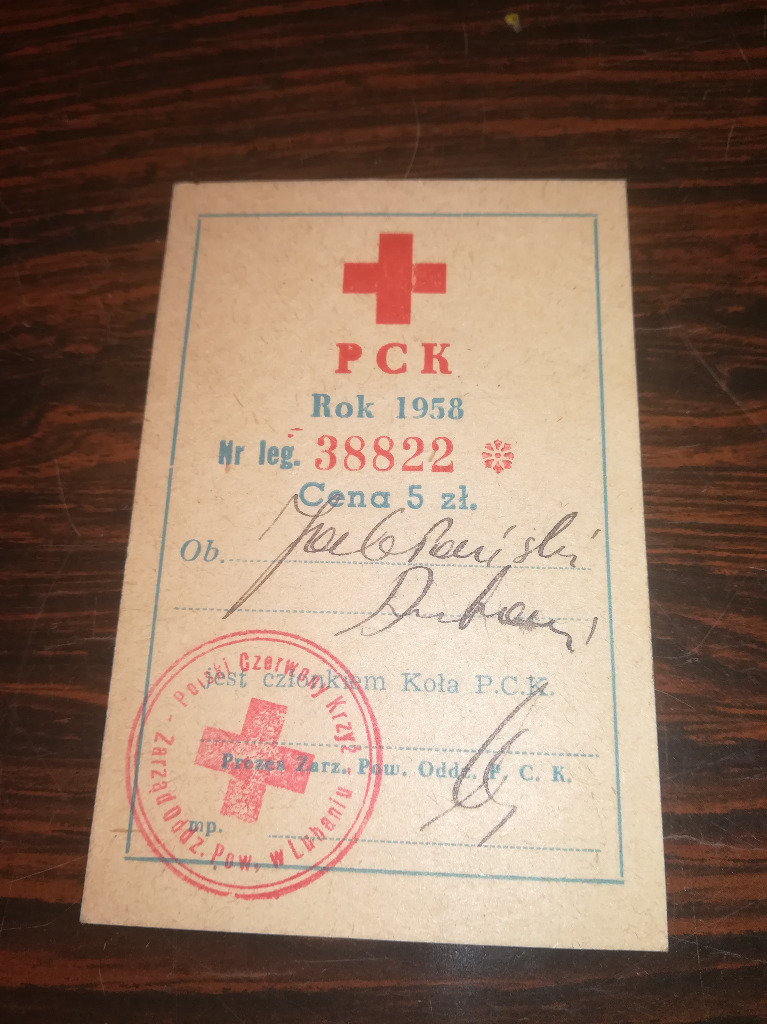 PCK
Rok 1958
Nr leg. 38822
Cena 5 zł.
Ob.
Jest członkiem Koła P.C.K.
Prezes Zarz. Pow. Oddz. P. C. K.
mp.
Polski Czerwony Krzyż - Zarząd Oddz. Pow. w Lubaniu